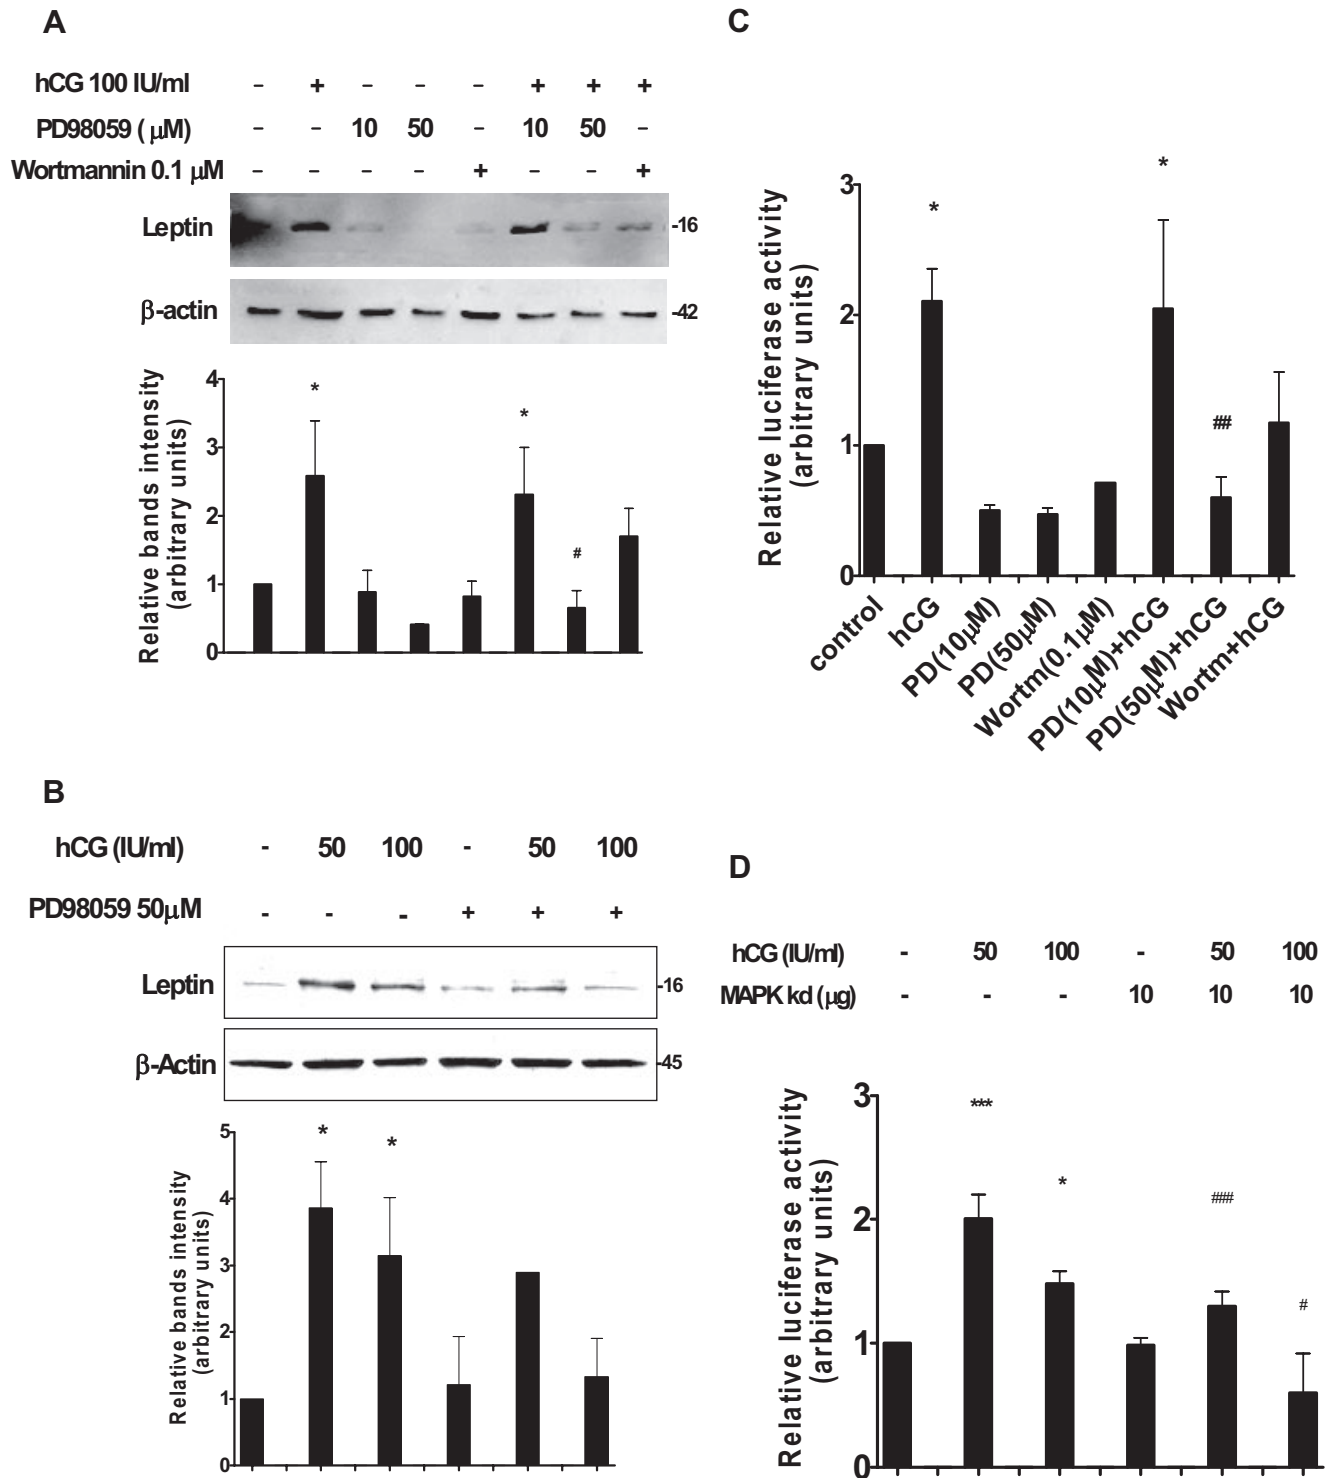 A
hCG 100 IU/ml - + - - - + + +
PD98059 ( μM) - - 10 50 - 10 50 -
Wortmannin 0.1 μM - - - - + - - +
Leptin -16
β-actin -42
Relative bands intensity
(arbitrary units)
4
3
2
1
0
* * #
B
hCG (IU/ml) - 50 100 - 50 100
PD98059 50μM - - - + + +
Leptin -16
β-Actin -45
Relative bands intensity
(arbitrary units)
5
4
3
2
1
0
* *
C
Relative luciferase activity
(arbitrary units)
3
2
1
0
* * ##
control
hCG
PD(10μM)
PD(50μM)
Wortm(0.1μM)
PD(10μM)+hCG
PD(50μM)+hCG
Wortm+hCG
D
hCG (IU/ml) - 50 100 - 50 100
MAPK kd (μg) - - - 10 10 10
Relative luciferase activity
(arbitrary units)
3
2
1
0
*** * ### #